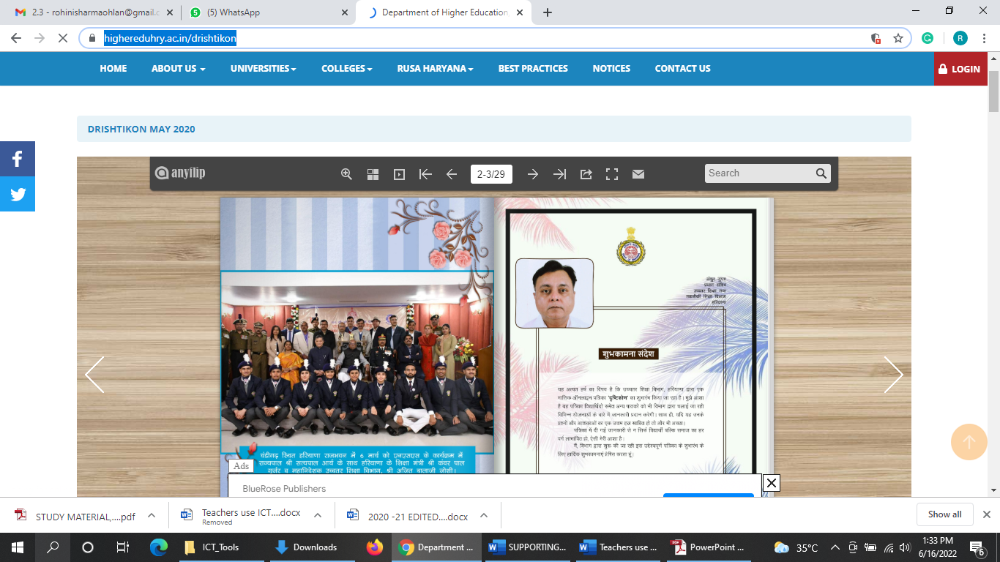 2.3 - rohinisharmaohlan@gmail.c
(5) WhatsApp
Department of Higher Education,
highereduhry.ac.in/drishtikon
R
HOME ABOUT US UNIVERSITIES COLLEGES RUSA HARYANA BEST PRACTICES NOTICES CONTACT US LOGIN
DRISHTIKON MAY 2020
anyflip 2-3/29 Search
अंकुर गुप्ता
प्रधान सचिव
उच्चतर शिक्षा तथा
तकनीकी शिक्षा विभाग
हरियाणा
शुभकामना संदेश
यह अत्यंत हर्ष का विषय है कि उच्चतर शिक्षा विभाग, हरियाणा द्वारा एक
मासिक ऑनलाइन पत्रिका 'दृष्टिकोण' का शुभारंभ किया जा रहा है। मुझे आशा
है यह पत्रिका विद्यार्थियों समेत अन्य पाठकों को भी विभाग द्वारा चलाई जा रही
विभिन्न योजनाओं के बारे में जानकारी प्रदान करेगी। साथ ही, यदि यह उनके
प्रश्नों और आशंकाओं का एक उत्तम हल साबित हो तो और भी अच्छा।
पत्रिका में दी गई जानकारी से न सिर्फ विद्यार्थी बल्कि समाज का हर
वर्ग लाभान्वित हो, ऐसी मेरी आशा है।
मैं, विभाग द्वारा शुरू की जा रही इस उद्देश्यपूर्ण पत्रिका के शुभारंभ के
लिए हार्दिक शुभकामनाएं प्रेषित करता हूं।
चंडीगढ़ स्थित हरियाणा राजभवन में 6 मार्च को एनएसएस के कार्यक्रम में
राज्यपाल श्री सत्यपाल आर्य के साथ हरियाणा के शिक्षा मंत्री श्री कंवर पाल
गुर्जर व महानिदेशक उच्चतर शिक्षा विभाग, श्री अजित बालाजी जोशी।
Ads
BlueRose Publishers
STUDY MATERIAL,....pdf
Teachers use ICT....docx
Removed
2020 -21 EDITED....docx
Show all
ICT_Tools
Downloads
Department ...
SUPPORTING...
Teachers use ...
PowerPoint ...
35°C
1:33 PM
6/16/2022
6